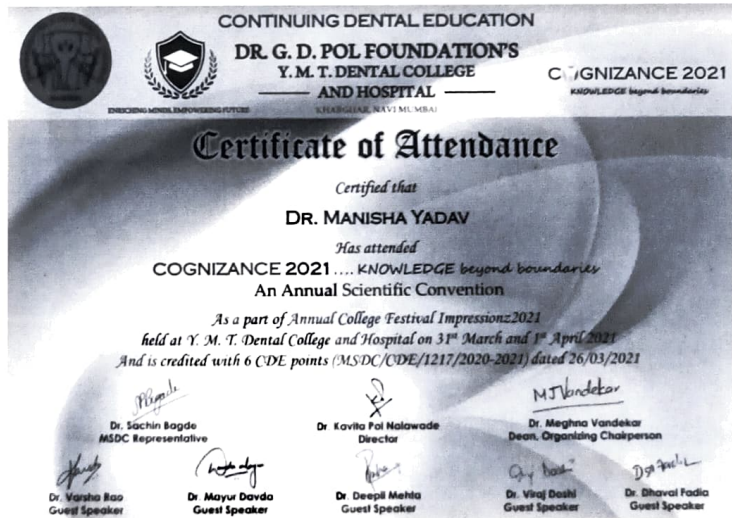 CONTINUING DENTAL EDUCATION
DR. G. D. POL FOUNDATION'S
Y. M. T. DENTAL COLLEGE
AND HOSPITAL
KHARGHAR, NAVI MUMBAI
ENRICHING MINDS, EMPOWERING FUTURE
COGNIZANCE 2021
KNOWLEDGE beyond boundaries
Certificate of Attendance
Certified that
DR. MANISHA YADAV
Has attended
COGNIZANCE 2021.... KNOWLEDGE beyond boundaries
An Annual Scientific Convention
As a part of Annual College Festival Impressionz2021
held at Y. M. T. Dental College and Hospital on 31st March and 1st April 2021
And is credited with 6 CDE points (MSDC/CDE/1217/2020-2021) dated 26/03/2021
MJVandekar
Dr. Sachin Bagde
MSDC Representative
Dr Kavita Pol Nalawade
Director
Dr. Meghna Vandekar
Dean, Organizing Chairperson
Dr. Varsha Rao
Guest Speaker
Dr. Mayur Davda
Guest Speaker
Dr. Deepil Mehta
Guest Speaker
Dr. Viraj Doshi
Guest Speaker
Dr. Dhaval Fadia
Guest Speaker